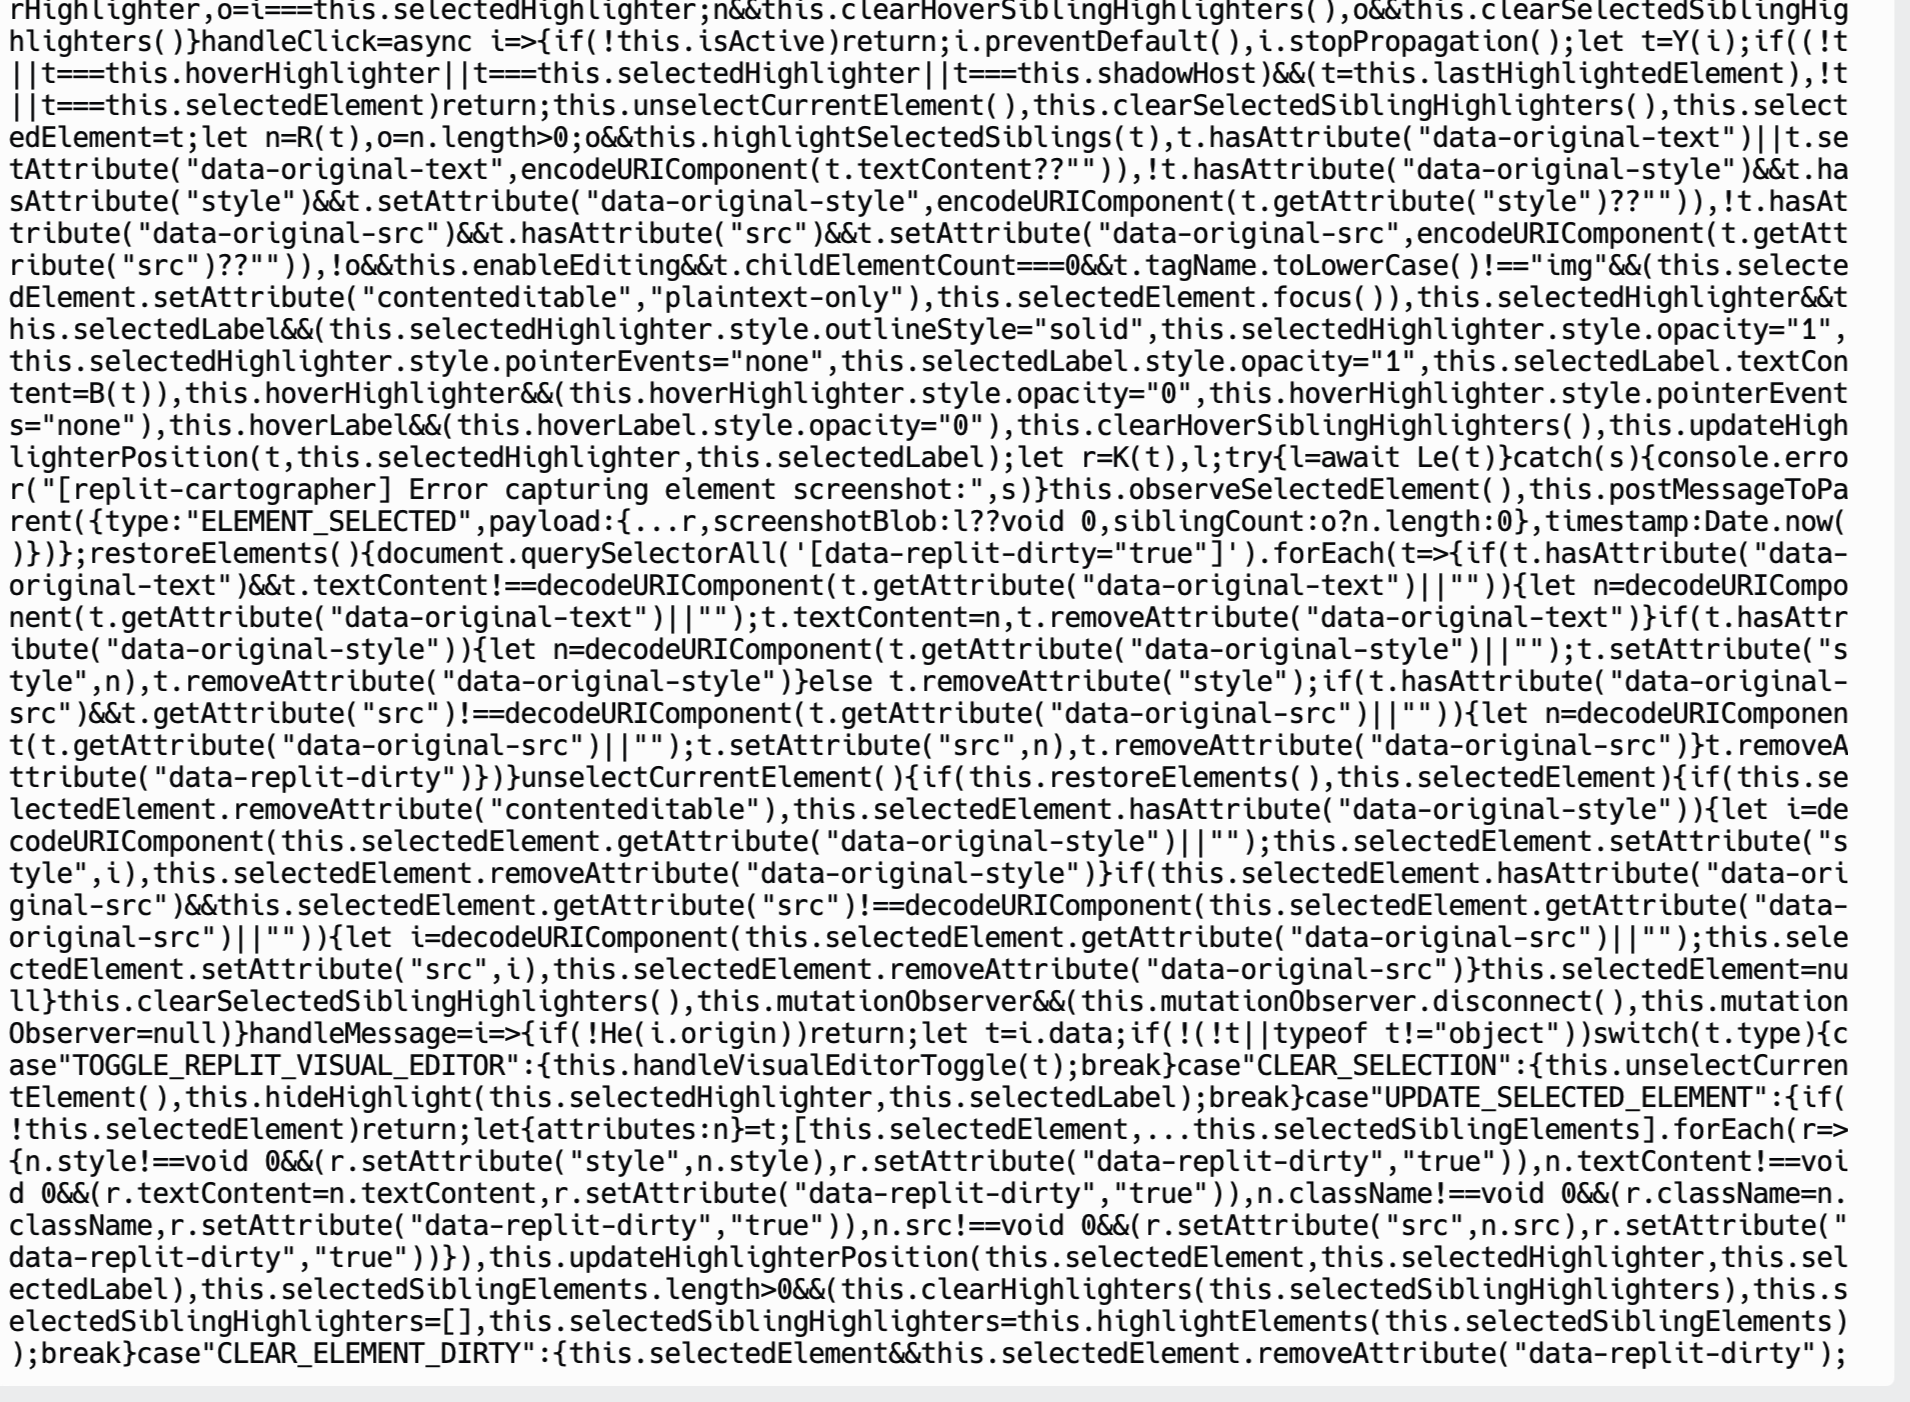 rHighlighter,o=i===this.selectedHighlighter;n&&this.clearHoverSiblingHighlighters(),o&&this.clearSelectedSiblingHig
hlighters()}handleClick=async i=>{if(!this.isActive)return;i.preventDefault(),i.stopPropagation();let t=Y(i);if((!t
||t===this.hoverHighlighter||t===this.selectedHighlighter||t===this.shadowHost)&&(t=this.lastHighlightedElement),!t
||t===this.selectedElement)return;this.unselectCurrentElement(),this.clearSelectedSiblingHighlighters(),this.select
edElement=t;let n=R(t),o=n.length>0;o&&this.highlightSelectedSiblings(t),t.hasAttribute("data-original-text")||t.se
tAttribute("data-original-text",encodeURIComponent(t.textContent??"")),!t.hasAttribute("data-original-style")&&t.ha
sAttribute("style")&&t.setAttribute("data-original-style",encodeURIComponent(t.getAttribute("style")??"")),!t.hasAt
tribute("data-original-src")&&t.hasAttribute("src")&&t.setAttribute("data-original-src",encodeURIComponent(t.getAtt
ribute("src")??"")),!o&&this.enableEditing&&t.childElementCount===0&&t.tagName.toLowerCase()!=="img"&&(this.selecte
dElement.setAttribute("contenteditable","plaintext-only"),this.selectedElement.focus()),this.selectedHighlighter&&t
his.selectedLabel&&(this.selectedHighlighter.style.outlineStyle="solid",this.selectedHighlighter.style.opacity="1",
this.selectedHighlighter.style.pointerEvents="none",this.selectedLabel.style.opacity="1",this.selectedLabel.textCon
tent=B(t)),this.hoverHighlighter&&(this.hoverHighlighter.style.opacity="0",this.hoverHighlighter.style.pointerEvent
s="none"),this.hoverLabel&&(this.hoverLabel.style.opacity="0"),this.clearHoverSiblingHighlighters(),this.updateHigh
lighterPosition(t,this.selectedHighlighter,this.selectedLabel);let r=K(t),l;try{l=await Le(t)}catch(s){console.erro
r("[replit-cartographer] Error capturing element screenshot:",s)}this.observeSelectedElement(),this.postMessageToPa
rent({type:"ELEMENT_SELECTED",payload:{...r,screenshotBlob:l??void 0,siblingCount:o?n.length:0},timestamp:Date.now(
)})};restoreElements(){document.querySelectorAll('[data-replit-dirty="true"]').forEach(t=>{if(t.hasAttribute("data-
original-text")&&t.textContent!==decodeURIComponent(t.getAttribute("data-original-text")||"")){let n=decodeURICompo
nent(t.getAttribute("data-original-text")||"");t.textContent=n,t.removeAttribute("data-original-text")}if(t.hasAttr
ibute("data-original-style")){let n=decodeURIComponent(t.getAttribute("data-original-style")||"");t.setAttribute("s
tyle",n),t.removeAttribute("data-original-style")}else t.removeAttribute("style");if(t.hasAttribute("data-original-
src")&&t.getAttribute("src")!==decodeURIComponent(t.getAttribute("data-original-src")||"")){let n=decodeURIComponen
t(t.getAttribute("data-original-src")||"");t.setAttribute("src",n),t.removeAttribute("data-original-src")}t.removeA
ttribute("data-replit-dirty")})}unselectCurrentElement(){if(this.restoreElements(),this.selectedElement){if(this.se
lectedElement.removeAttribute("contenteditable"),this.selectedElement.hasAttribute("data-original-style")){let i=de
codeURIComponent(this.selectedElement.getAttribute("data-original-style")||"");this.selectedElement.setAttribute("s
tyle",i),this.selectedElement.removeAttribute("data-original-style")}if(this.selectedElement.hasAttribute("data-ori
ginal-src")&&this.selectedElement.getAttribute("src")!==decodeURIComponent(this.selectedElement.getAttribute("data-
original-src")||"")){let i=decodeURIComponent(this.selectedElement.getAttribute("data-original-src")||"");this.sele
ctedElement.setAttribute("src",i),this.selectedElement.removeAttribute("data-original-src")}this.selectedElement=nu
ll}this.clearSelectedSiblingHighlighters(),this.mutationObserver&&(this.mutationObserver.disconnect(),this.mutation
Observer=null)}handleMessage=i=>{if(!He(i.origin))return;let t=i.data;if(!(!t||typeof t!="object"))switch(t.type){c
ase"TOGGLE_REPLIT_VISUAL_EDITOR":{this.handleVisualEditorToggle(t);break}case"CLEAR_SELECTION":{this.unselectCurren
tElement(),this.hideHighlight(this.selectedHighlighter,this.selectedLabel);break}case"UPDATE_SELECTED_ELEMENT":{if(
!this.selectedElement)return;let{attributes:n}=t;[this.selectedElement,...this.selectedSiblingElements].forEach(r=>
{n.style!==void 0&&(r.setAttribute("style",n.style),r.setAttribute("data-replit-dirty","true")),n.textContent!==voi
d 0&&(r.textContent=n.textContent,r.setAttribute("data-replit-dirty","true")),n.className!==void 0&&(r.className=n.
className,r.setAttribute("data-replit-dirty","true")),n.src!==void 0&&(r.setAttribute("src",n.src),r.setAttribute("
data-replit-dirty","true"))}),this.updateHighlighterPosition(this.selectedElement,this.selectedHighlighter,this.sel
ectedLabel),this.selectedSiblingElements.length>0&&(this.clearHighlighters(this.selectedSiblingHighlighters),this.s
electedSiblingHighlighters=[],this.selectedSiblingHighlighters=this.highlightElements(this.selectedSiblingElements)
);break}case"CLEAR_ELEMENT_DIRTY":{this.selectedElement&&this.selectedElement.removeAttribute("data-replit-dirty");